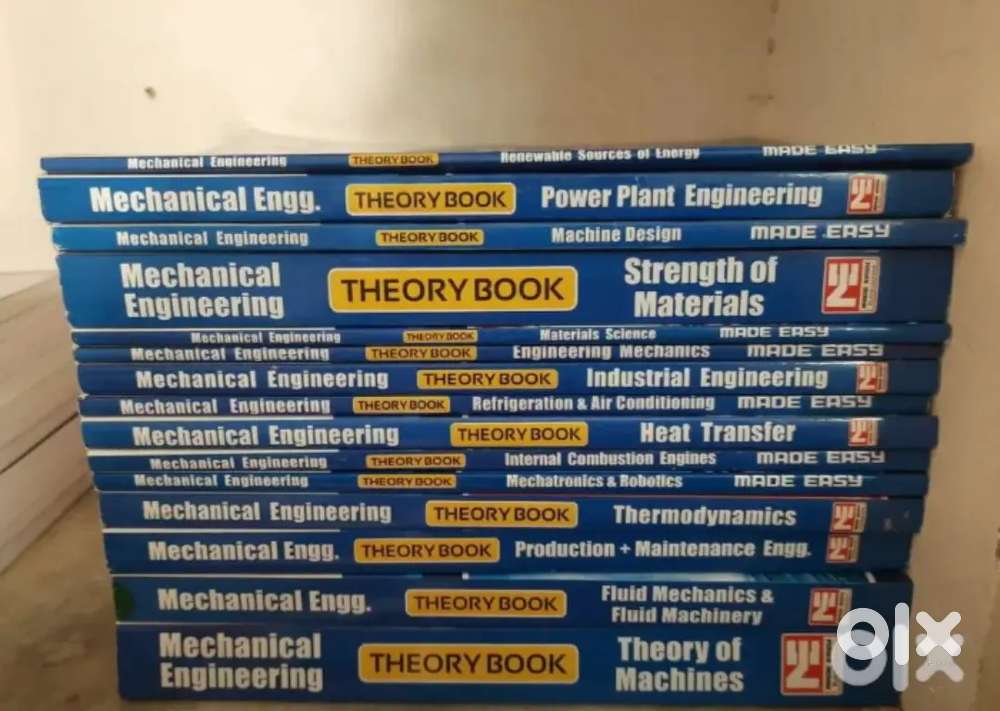 Mechanical Engineering THEORY BOOK Renewable Sources of Energy MADE EASY
Mechanical Engg. THEORY BOOK Power Plant Engineering
Mechanical Engineering THEORY BOOK Machine Design MADE EASY
Mechanical Engineering THEORY BOOK Strength of Materials
Mechanical Engineering THEORY BOOK Materials Science MADE EASY
Mechanical Engineering THEORY BOOK Engineering Mechanics MADE EASY
Mechanical Engineering THEORY BOOK Industrial Engineering
Mechanical Engineering THEORY BOOK Refrigeration & Air Conditioning MADE EASY
Mechanical Engineering THEORY BOOK Heat Transfer
Mechanical Engineering THEORY BOOK Internal Combustion Engines MADE EASY
Mechanical Engineering THEORY BOOK Mechatronics & Robotics MADE EASY
Mechanical Engineering THEORY BOOK Thermodynamics
Mechanical Engg. THEORY BOOK Production + Maintenance Engg.
Mechanical Engg. THEORY BOOK Fluid Mechanics & Fluid Machinery
Mechanical Engineering THEORY BOOK Theory of Machines
olx